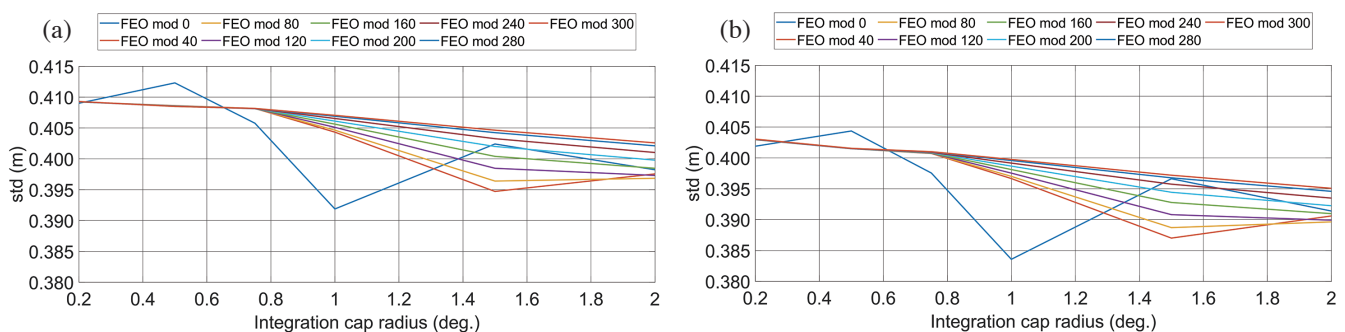 (a)
FEO mod 0 FEO mod 80 FEO mod 160 FEO mod 240 FEO mod 300
FEO mod 40 FEO mod 120 FEO mod 200 FEO mod 280
0.415
0.410
0.405
0.400
0.395
0.390
0.385
0.380
std (m)
0.2 0.4 0.6 0.8 1 1.2 1.4 1.6 1.8 2
Integration cap radius (deg.)
(b)
FEO mod 0 FEO mod 80 FEO mod 160 FEO mod 240 FEO mod 300
FEO mod 40 FEO mod 120 FEO mod 200 FEO mod 280
0.415
0.410
0.405
0.400
0.395
0.390
0.385
0.380
std (m)
0.2 0.4 0.6 0.8 1 1.2 1.4 1.6 1.8 2
Integration cap radius (deg.)